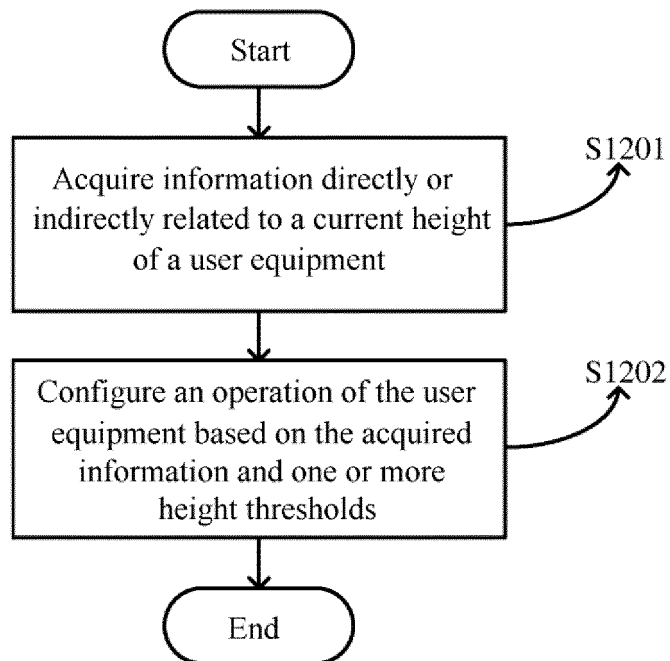 Start
S1201
Acquire information directly or
indirectly related to a current height
of a user equipment
S1202
Configure an operation of the user
equipment based on the acquired
information and one or more
height thresholds
End